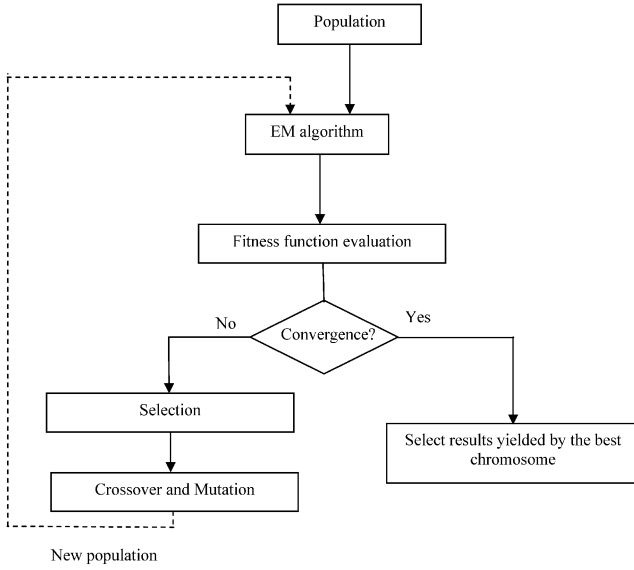 Population
EM algorithm
Fitness function evaluation
Convergence?
No
Yes
Selection
Select results yielded by the best
chromosome
Crossover and Mutation
New population